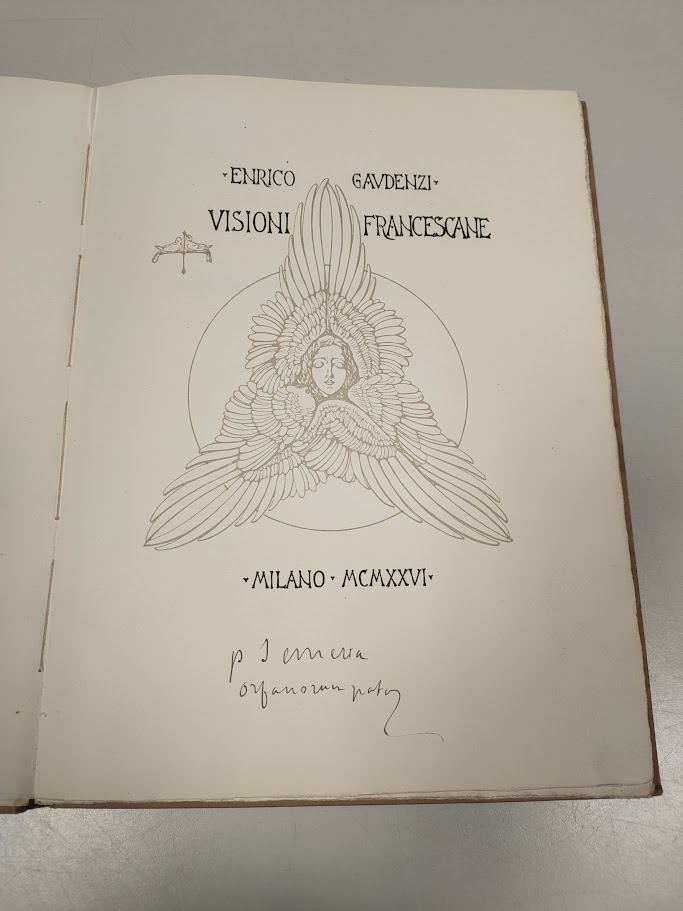 ·ENRICO GAVDENZI·
VISIONI FRANCESCANE
·MILANO · MCMXXVI·
p Semeria
orfanorum pater